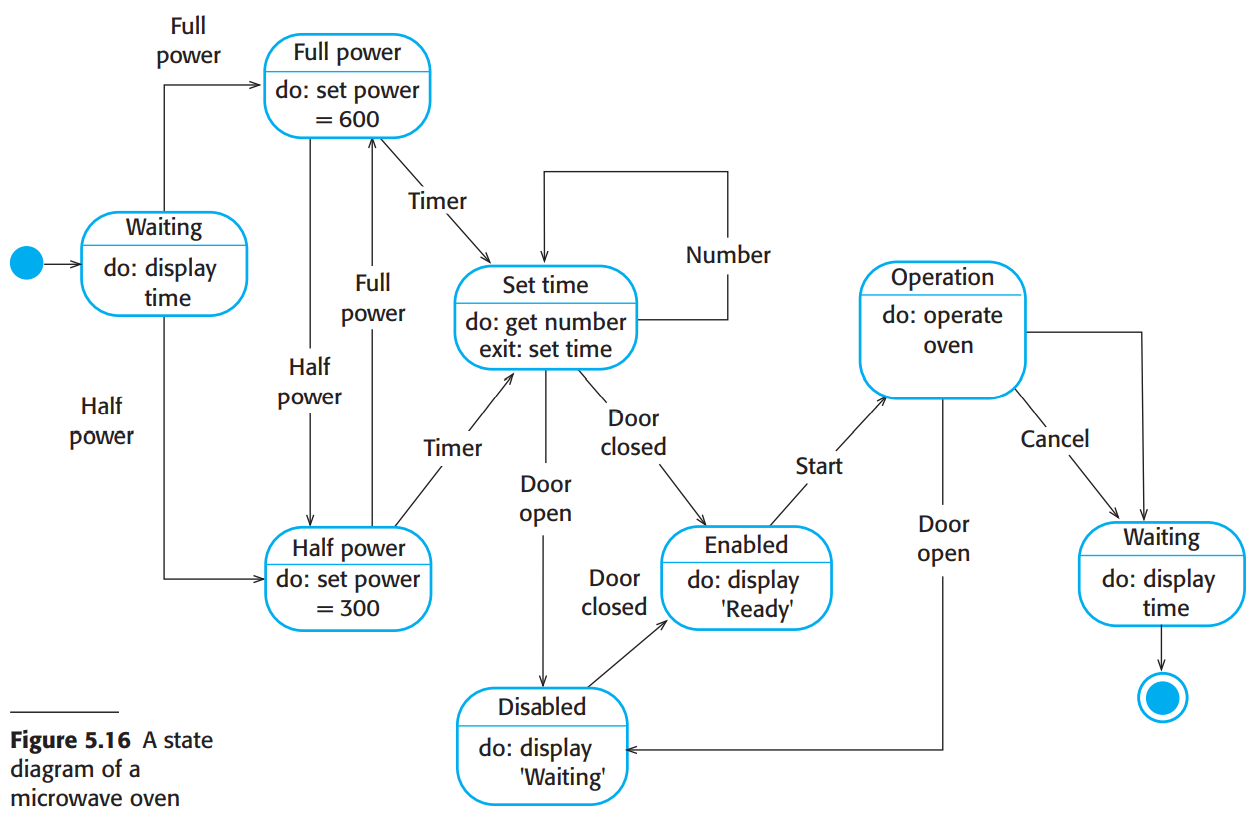 Full
power
Full power
do: set power
= 600
Timer
Waiting
do: display
time
Number
Full
power
Set time
do: get number
exit: set time
Operation
do: operate
oven
Half
power
Half
power
Timer
Door
closed
Cancel
Start
Door
open
Door
open
Half power
do: set power
= 300
Enabled
do: display
'Ready'
Waiting
do: display
time
Door
closed
Disabled
do: display
'Waiting'
Figure 5.16 A state
diagram of a
microwave oven